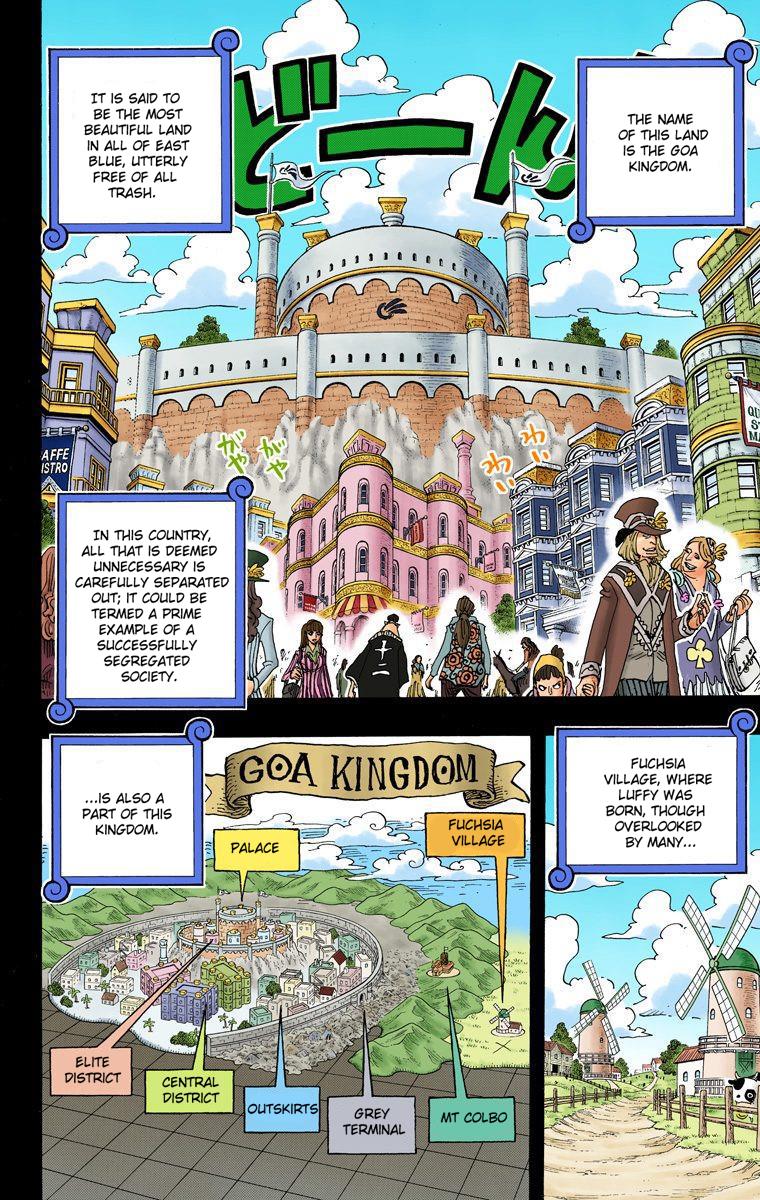 THE NAME
OF THIS LAND
IS THE GOA
KINGDOM.
どーん
IT IS SAID TO
BE THE MOST
BEAUTIFUL LAND
IN ALL OF EAST
BLUE, UTTERLY
FREE OF ALL
TRASH.
わい
わい
がや
がや
IN THIS COUNTRY,
ALL THAT IS DEEMED
UNNECESSARY IS
CAREFULLY SEPARATED
OUT; IT COULD BE
TERMED A PRIME
EXAMPLE OF A
SUCCESSFULLY
SEGREGATED
SOCIETY.
FUCHSIA
VILLAGE, WHERE
LUFFY WAS
BORN, THOUGH
OVERLOOKED
BY MANY...
...IS ALSO A
PART OF THIS
KINGDOM.
GOA KINGDOM
PALACE
FUCHSIA
VILLAGE
ELITE
DISTRICT
CENTRAL
DISTRICT
OUTSKIRTS
GREY
TERMINAL
MT COLBO